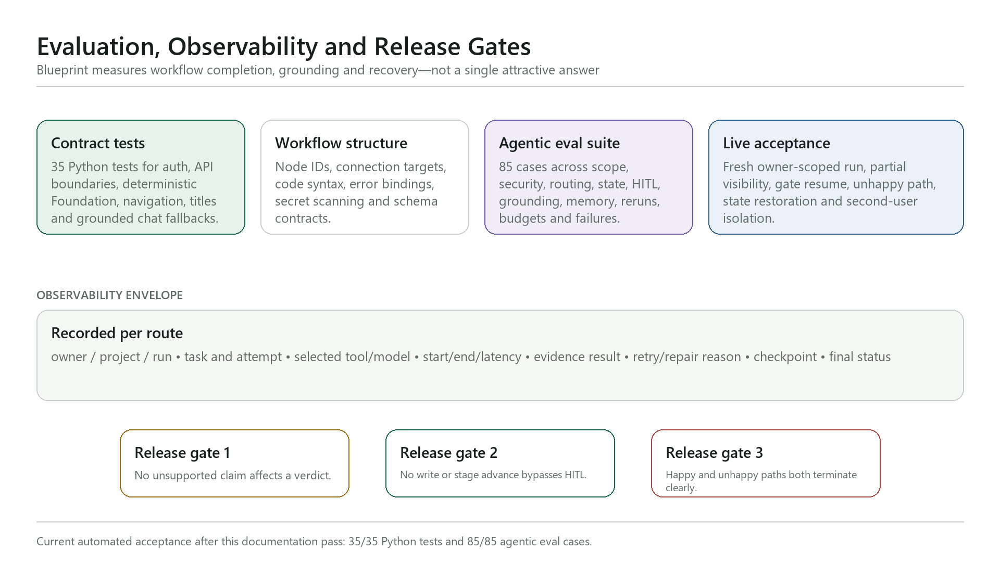 Evaluation, Observability and Release Gates
Blueprint measures workflow completion, grounding and recovery—not a single attractive answer
Contract tests
35 Python tests for auth, API
boundaries, deterministic
Foundation, navigation, titles
and grounded chat fallbacks.
Workflow structure
Node IDs, connection targets,
code syntax, error bindings,
secret scanning and schema
contracts.
Agentic eval suite
85 cases across scope,
security, routing, state, HITL,
grounding, memory, reruns,
budgets and failures.
Live acceptance
Fresh owner-scoped run, partial
visibility, gate resume, unhappy path,
state restoration and second-user
isolation.
OBSERVABILITY ENVELOPE
Recorded per route
owner / project / run • task and attempt • selected tool/model • start/end/latency • evidence result • retry/repair reason • checkpoint • final status
Release gate 1
No unsupported claim affects a verdict.
Release gate 2
No write or stage advance bypasses HITL.
Release gate 3
Happy and unhappy paths both terminate
clearly.
Current automated acceptance after this documentation pass: 35/35 Python tests and 85/85 agentic eval cases.